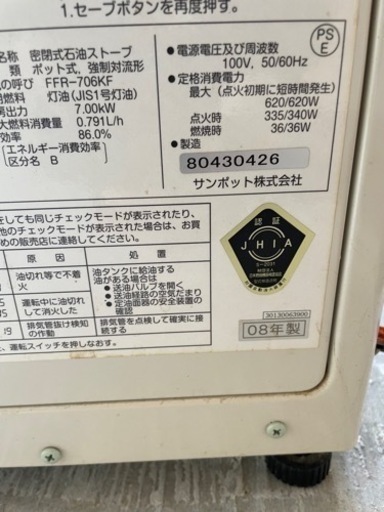 1.セーブボタンを再度押す。
名称 密閉式石油ストーブ
類 ポット式, 強制対流形
の呼び FFR-706KF
燃料 灯油(JIS1号灯油)
房出力 7.00kW
大燃料消費量 0.791L/h
効率 86.0%
[エネルギー消費効率
区分名 B]
PS
E
●電源電圧及び周波数
100V, 50/60Hz
●定格消費電力
最大(点火初期に短時間発生)
620/620W
点火時 335/340W
燃焼時 36/36W
●製造
80430426
サンポット株式会社
をしても同じチェックモードが表示されたり、
他のチェックモードが表示された場合は、お買
めの販売店に連絡してください。
原因 処置
油切れ等で不着
火
運転中に油切れ
して消火した
油タンクに給油する
油がある場合は
●送油バルブを開く
●送油経路の空気だまり
●定油面器の安全装置の
の確認
19 排気管抜け検知
の作動
排気管を点検して確実に接
続する
、運転スイッチを押しなおす。
認証
JHIA
30130063900
08年製